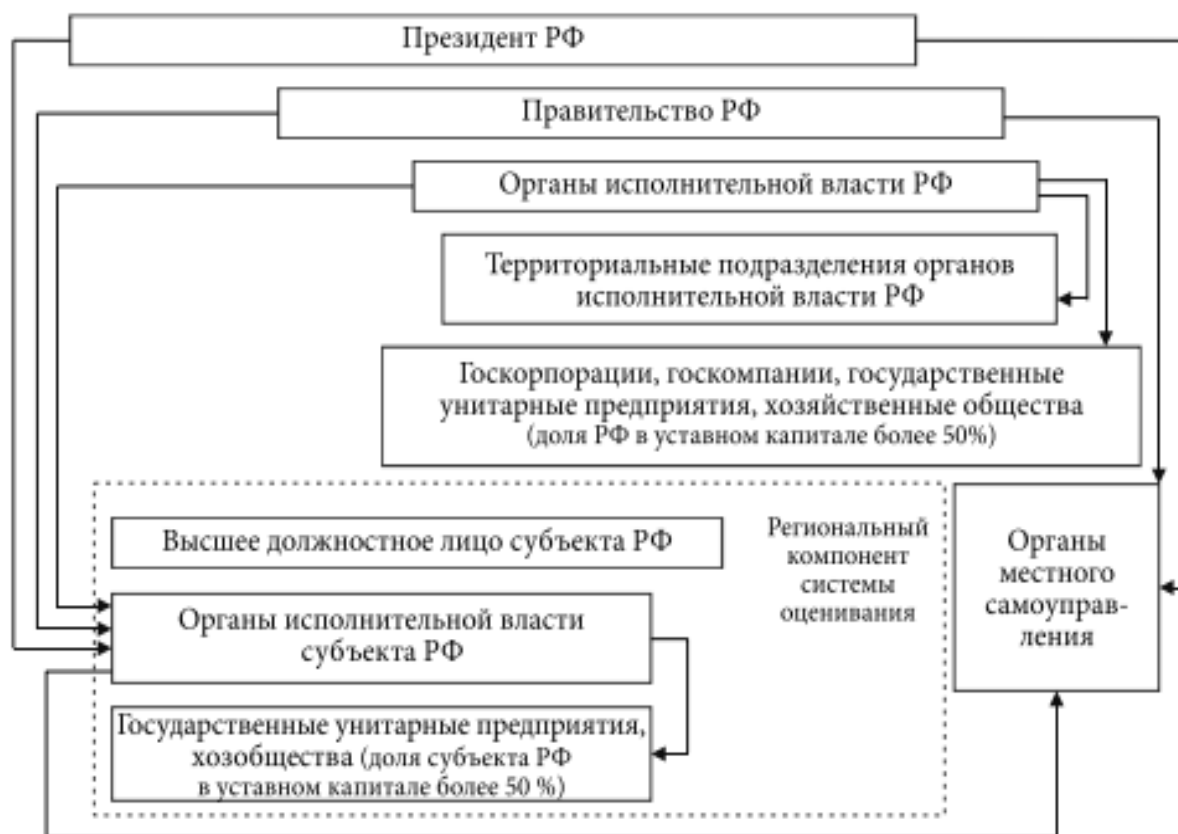 Президент РФ
Правительство РФ
Органы исполнительной власти РФ
Территориальные подразделения органов
исполнительной власти РФ
Госкорпорации, госкомпании, государственные
унитарные предприятия, хозяйственные общества
(доля РФ в уставном капитале более 50%)
Высшее должностное лицо субъекта РФ
Региональный
компонент
системы
оценивания
Органы
местного
самоуправ-
ления
Органы исполнительной власти
субъекта РФ
Государственные унитарные предприятия,
хозобщества (доля субъекта РФ
в уставном капитале более 50 %)